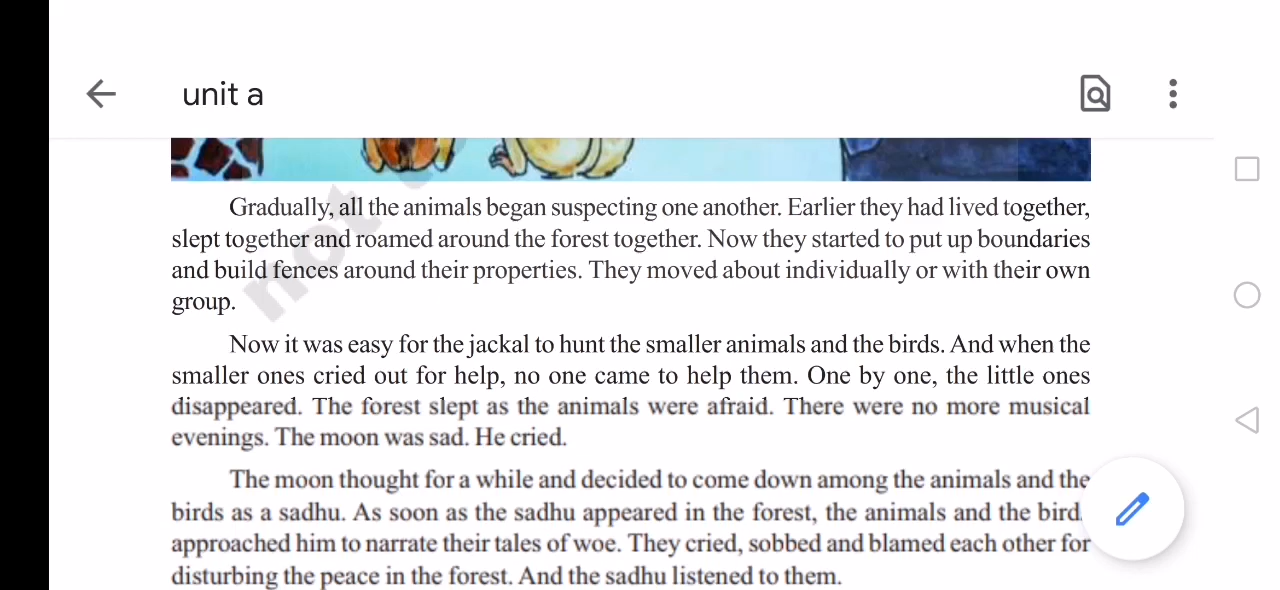 unit a
Gradually, all the animals began suspecting one another. Earlier they had lived together,
slept together and roamed around the forest together. Now they started to put up boundaries
and build fences around their properties. They moved about individually or with their own
group.
Now it was easy for the jackal to hunt the smaller animals and the birds. And when the
smaller ones cried out for help, no one came to help them. One by one, the little ones
disappeared. The forest slept as the animals were afraid. There were no more musical
evenings. The moon was sad. He cried.
The moon thought for a while and decided to come down among the animals and the
birds as a sadhu. As soon as the sadhu appeared in the forest, the animals and the bird
approached him to narrate their tales of woe. They cried, sobbed and blamed each other for
disturbing the peace in the forest. And the sadhu listened to them.
not